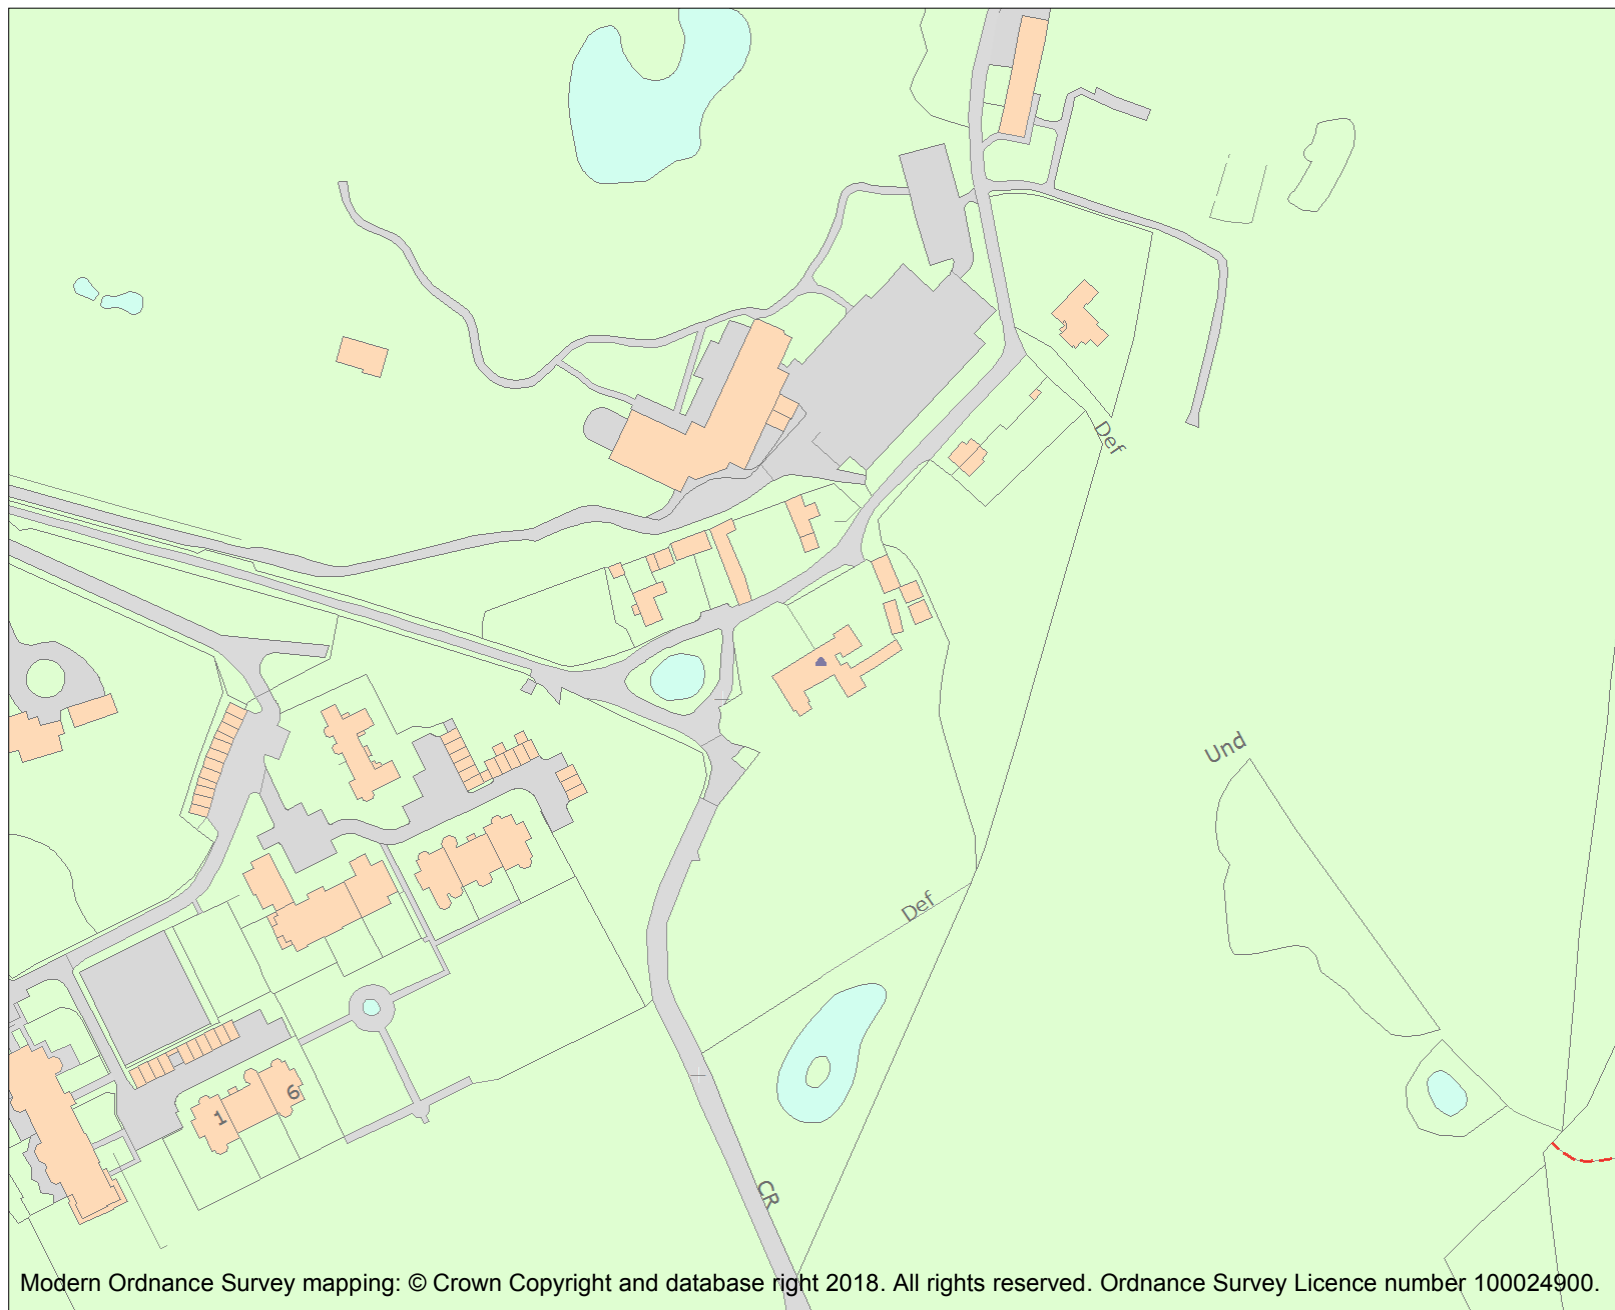 Def
Und
Def
6
1
CR
Modern Ordnance Survey mapping: © Crown Copyright and database right 2018. All rights reserved. Ordnance Survey Licence number 100024900.